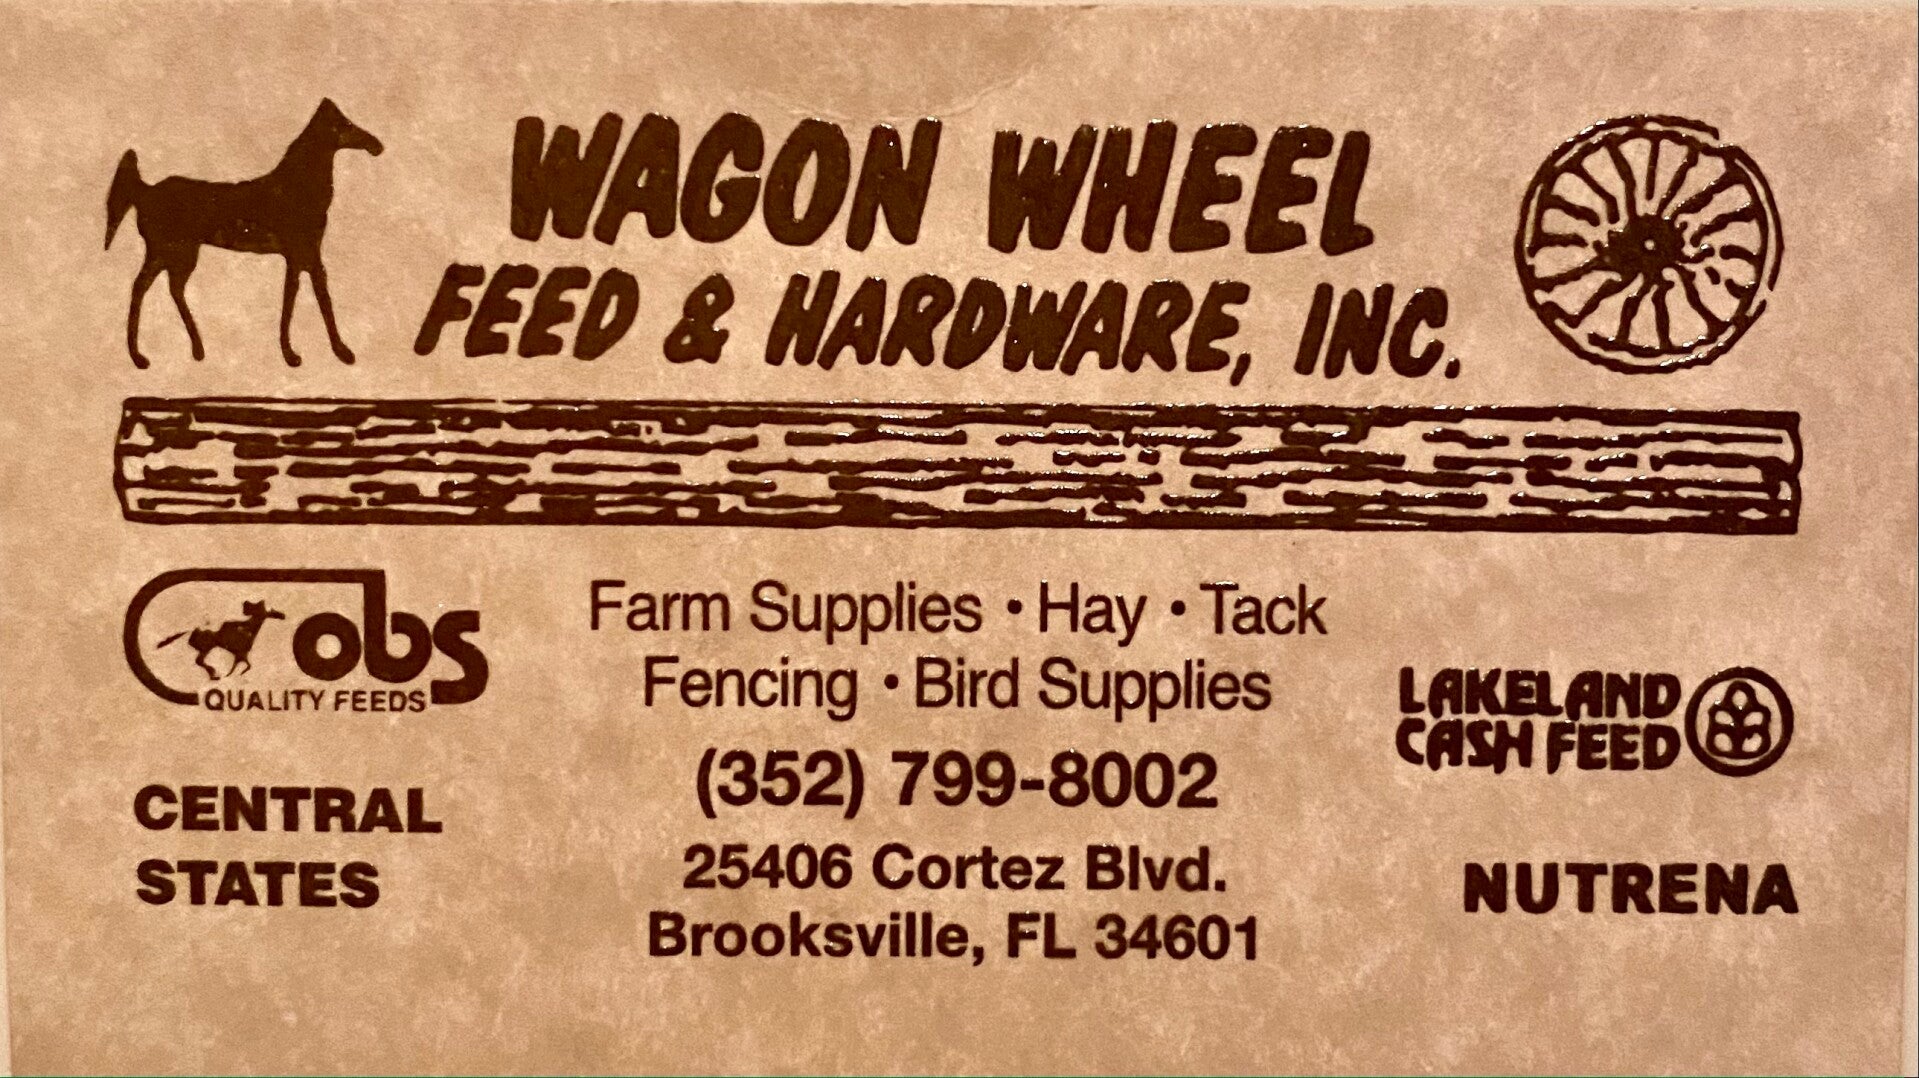 WAGON WHEEL
FEED & HARDWARE, INC.
Cobs
QUALITY FEEDS
Farm Supplies • Hay • Tack
Fencing • Bird Supplies
(352) 799-8002
25406 Cortez Blvd.
Brooksville, FL 34601
CENTRAL
STATES
LAKELAND
CASH FEED
NUTRENA